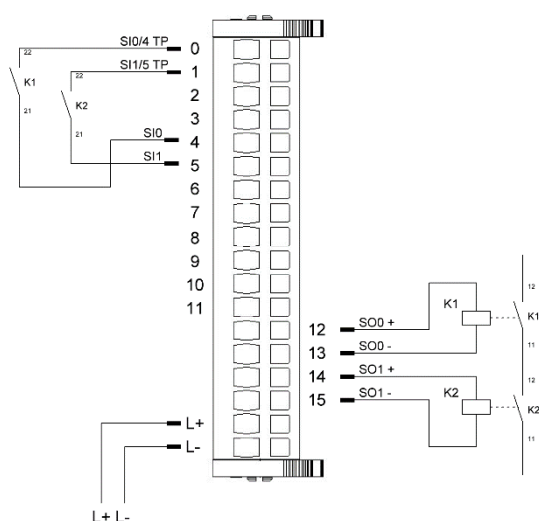 SI0/4 TP 0
22
SI1/5 TP 1
22
K1
2
K2
21
3
21
SI0 4
SI1 5
6
7
8
9
10
11
12
K1
K1
12 SO0 +
11
13 SO0 -
12
14 SO1 +
K2
K2
15 SO1 -
11
L+
L-
L+ L-